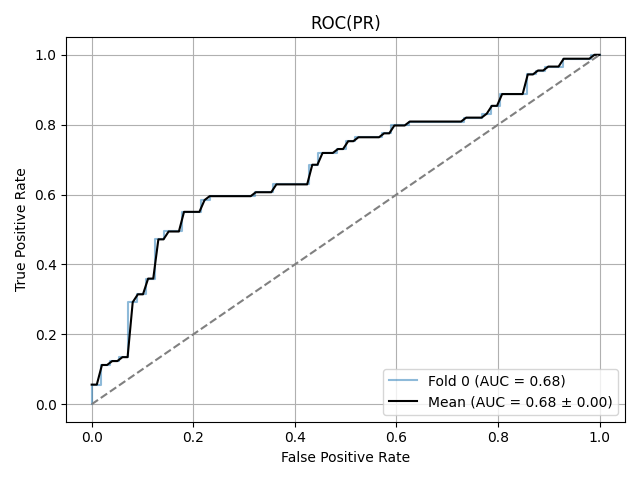 ROC(PR)
1.0
0.8
0.6
0.4
0.2
0.0
True Positive Rate
Fold 0 (AUC = 0.68)
Mean (AUC = 0.68 ± 0.00)
0.0 0.2 0.4 0.6 0.8 1.0
False Positive Rate